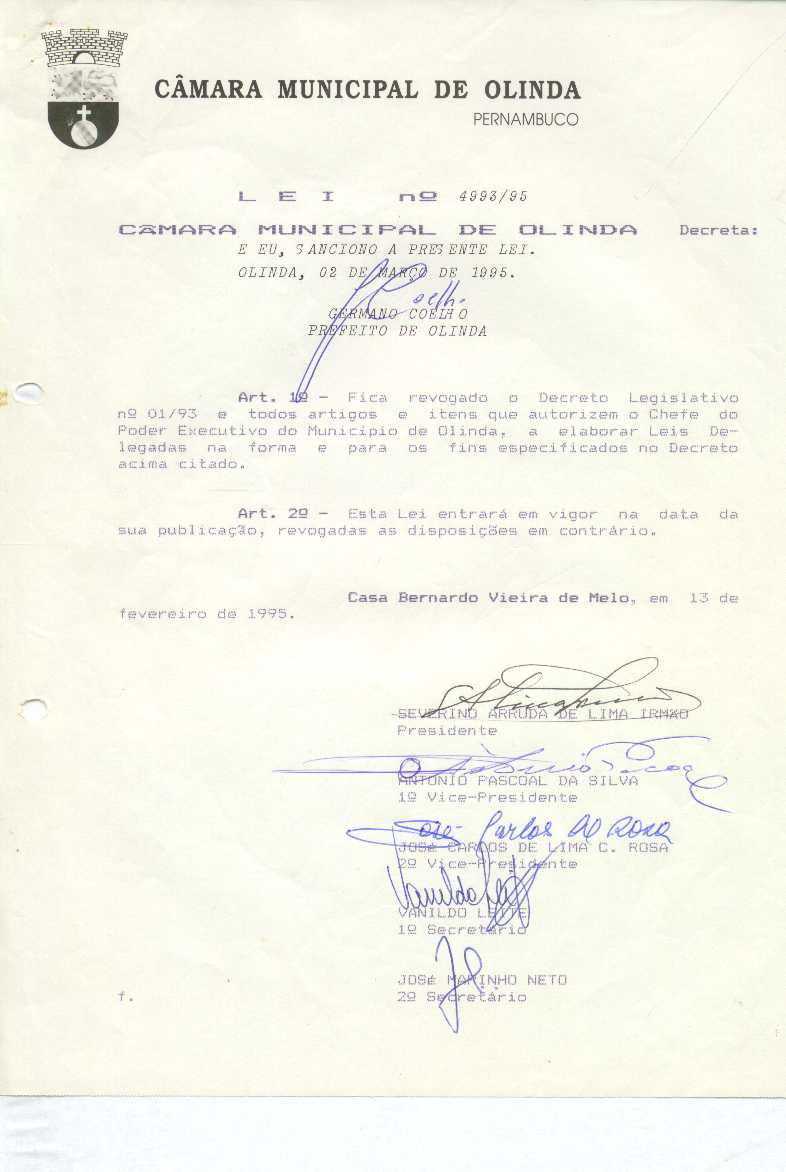 CÂMARA MUNICIPAL DE OLINDA
PERNAMBUCO
L E I nº 4993/95
CâMARA MUNICIPAL DE OLINDA Decreta:
E EU, SANCIONO A PRESENTE LEI.
OLINDA, 02 DE MARÇO DE 1995.
Coelho
GERMANO COELHO
PREFEITO DE OLINDA
Art. 1º - Fica revogado o Decreto Legislativo
nº 01/93 e todos artigos e itens que autorizem o Chefe do
Poder Executivo do Município de Olinda, a elaborar Leis De-
legadas na forma e para os fins especificados no Decreto
acima citado.
Art. 2º - Esta Lei entrará em vigor na data da
sua publicação, revogadas as disposições em contrário.
Casa Bernardo Vieira de Melo, em 13 de
fevereiro de 1995.
SEVERINO ARRUDA DE LIMA IRMÃO
Presidente
Antonio Pascoal
ANTONIO PASCOAL DA SILVA
1º Vice-Presidente
José Carlos
JOSé CARLOS DE LIMA C. ROSA
2º Vice-Presidente
Vanildo Leite
VANILDO LEITE
1º Secretário
JOSé MARINHO NETO
f. 2º Secretário